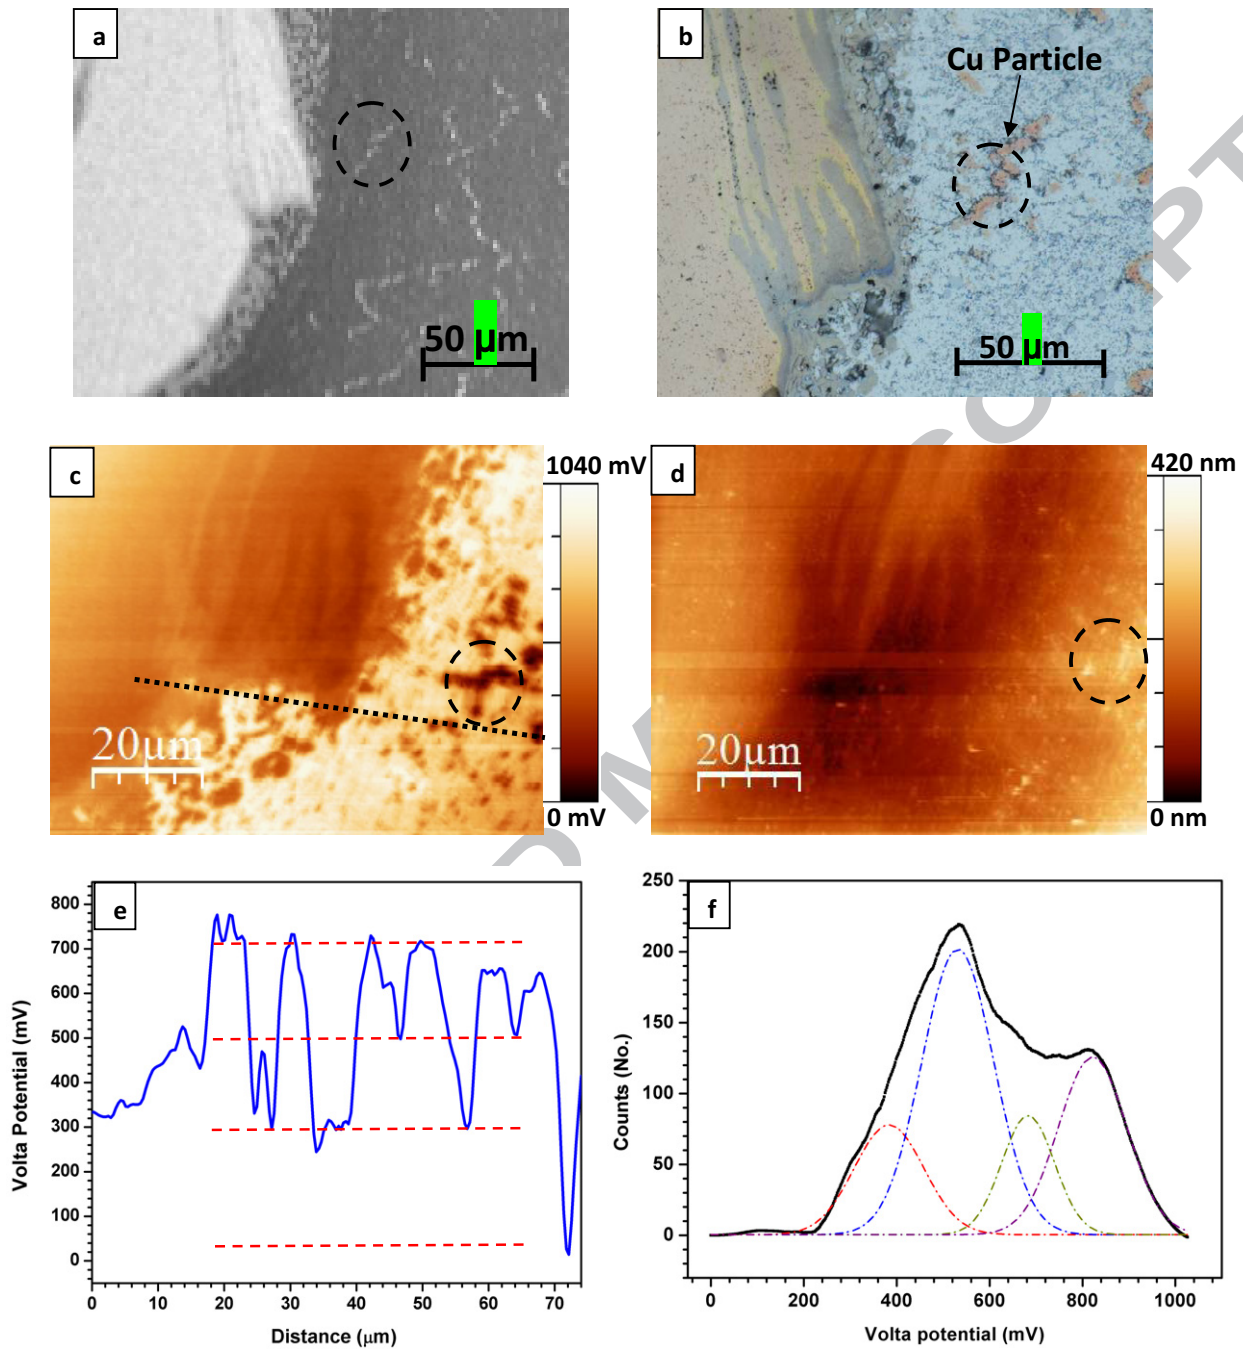 a
50 µm
b
Cu Particle
50 µm
c
1040 mV
20µm
0 mV
d
420 nm
20µm
0 nm
e
800
700
600
500
400
300
200
100
0
Volta Potential (mV)
0 10 20 30 40 50 60 70
Distance (µm)
f
250
200
150
100
50
0
Counts (No.)
0 200 400 600 800 1000
Volta potential (mV)